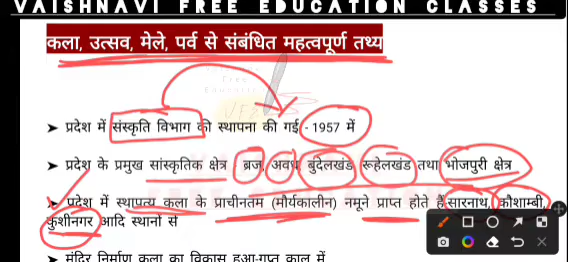 VAISHNAVI FREE EDUCATION CLASSES
कला, उत्सव, मेले, पर्व से संबंधित महत्वपूर्ण तथ्य
➤ प्रदेश में संस्कृति विभाग की स्थापना की गई - 1957 में
➤ प्रदेश के प्रमुख सांस्कृतिक क्षेत्र ब्रज, अवध, बुंदेलखंड, रूहेलखंड तथा भोजपुरी क्षेत्र
➤ प्रदेश में स्थापत्य कला के प्राचीनतम (मौर्यकालीन) नमूने प्राप्त होते हैं सारनाथ, कौशाम्बी,
कुशीनगर आदि स्थानों से
➤ मंदिर निर्माण कला का विकास हुआ-गुप्त काल में